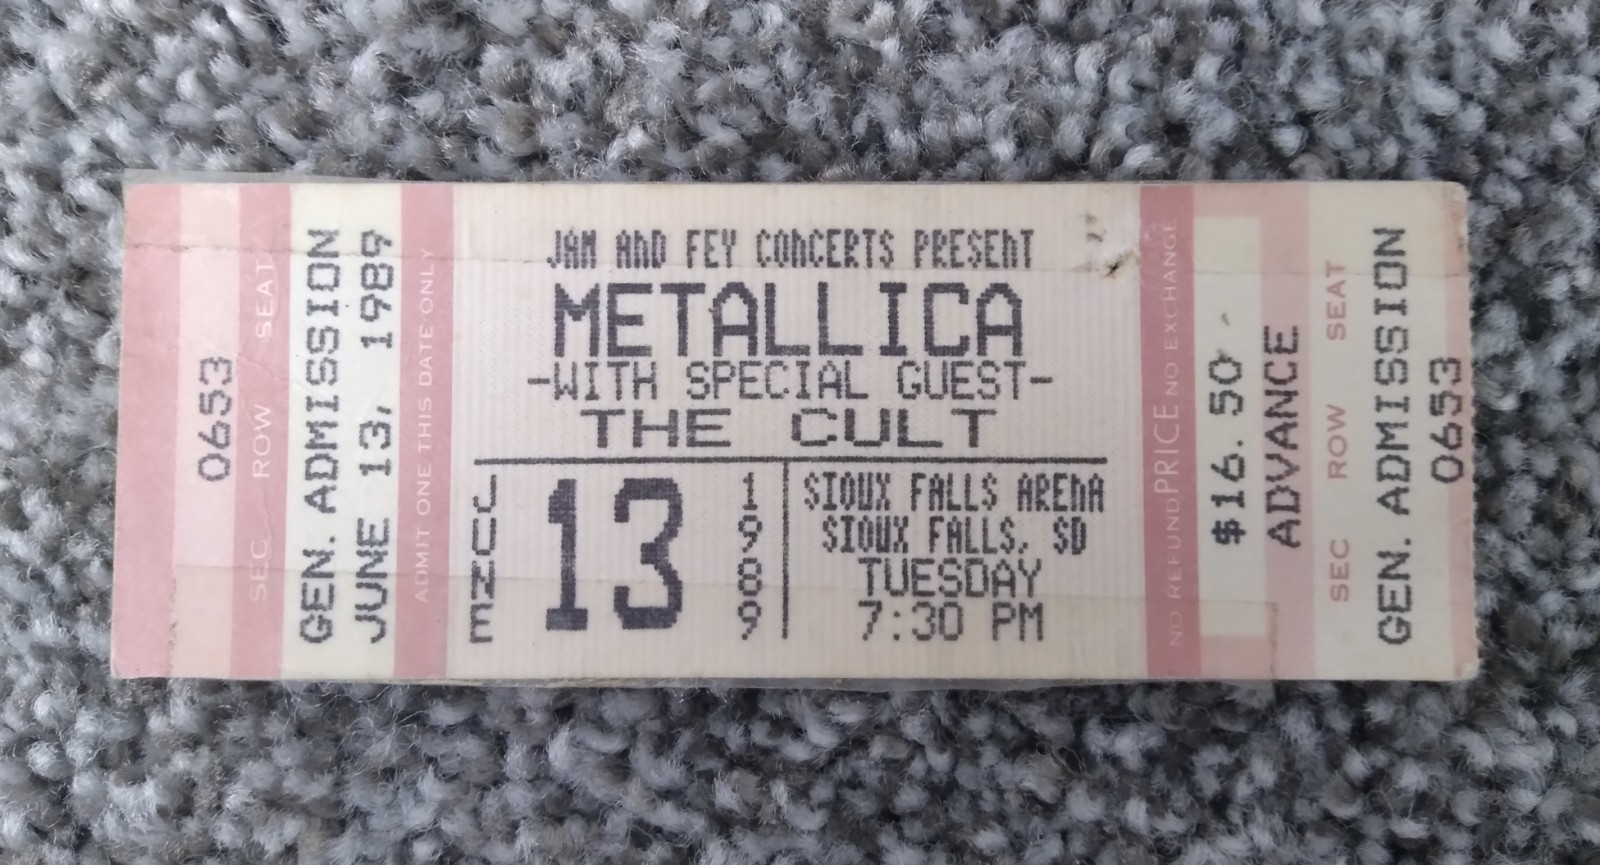 0653
SEC ROW SEAT
GEN. ADMISSION
JUNE 13, 1989
ADMIT ONE THIS DATE ONLY
JAM AND FEY CONCERTS PRESENT
METALLICA
-WITH SPECIAL GUEST-
THE CULT
JUNE
13
1989
SIOUX FALLS ARENA
SIOUX FALLS, SD
TUESDAY
7:30 PM
NO REFUND PRICE NO EXCHANGE
$16.50
ADVANCE
SEC ROW SEAT
GEN. ADMISSION
0653